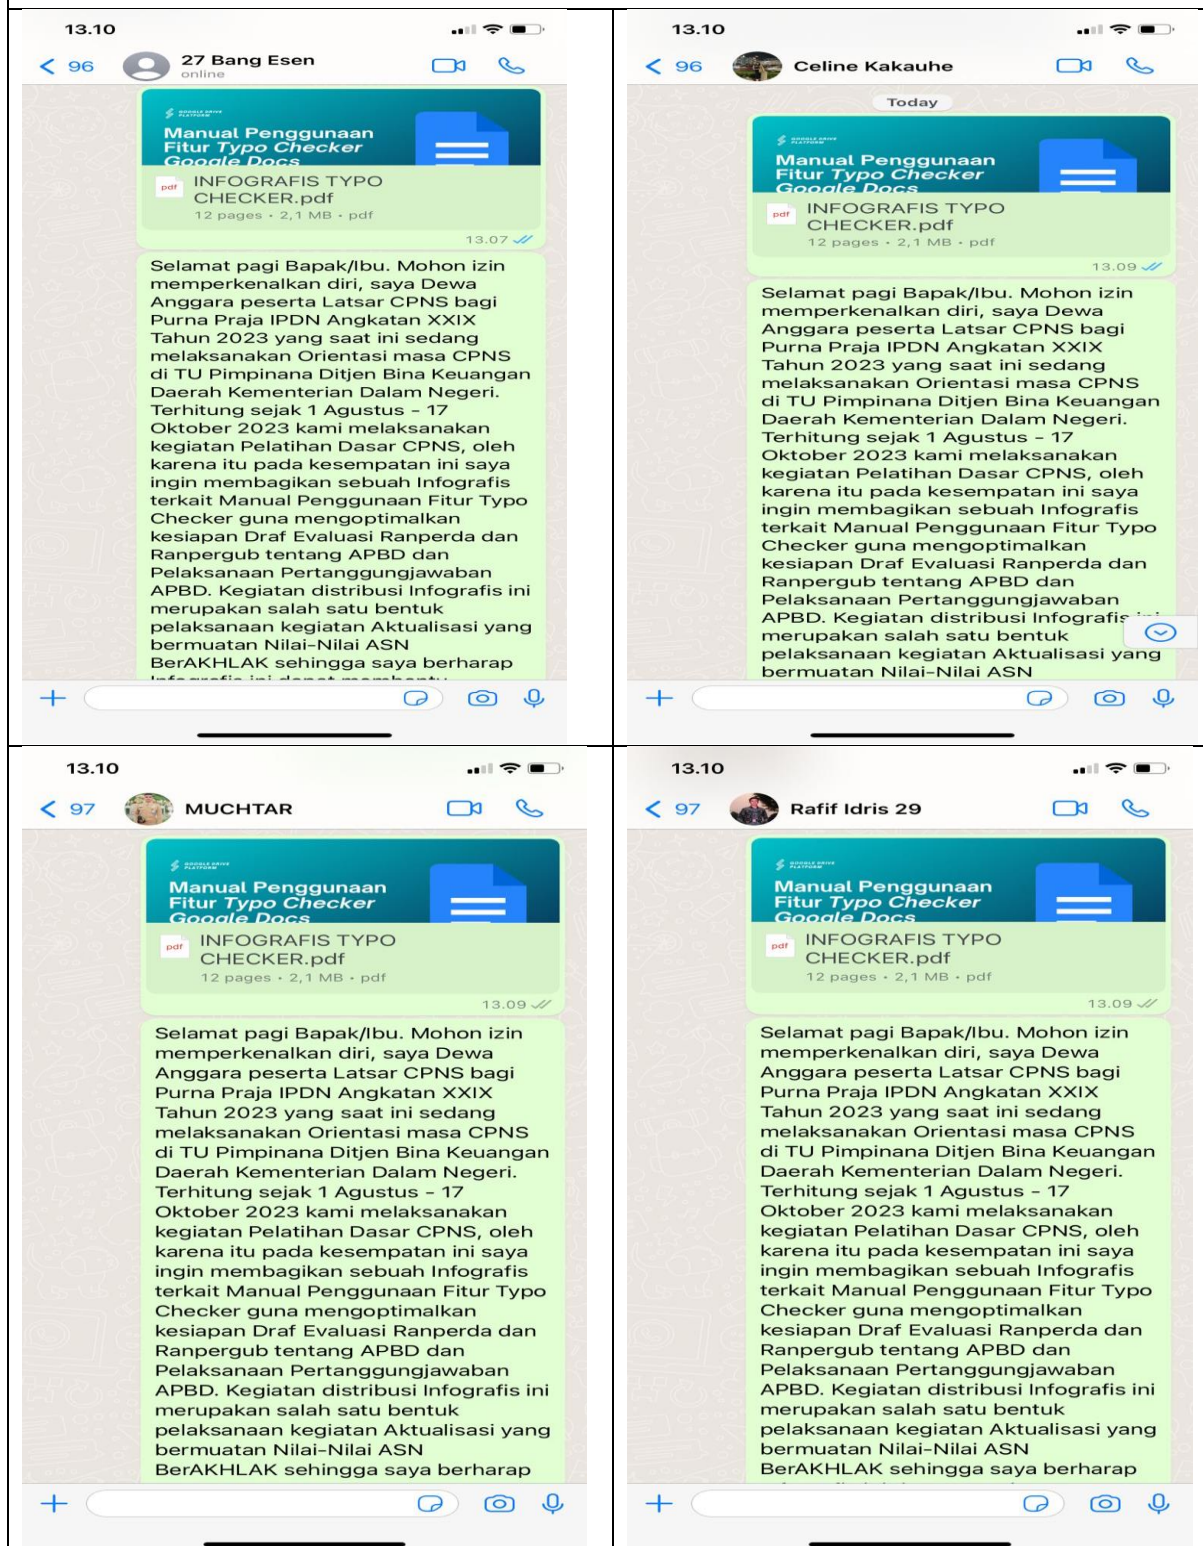 13.10
96
27 Bang Esen
online
GOOGLE DRIVE
PLATFORM
Manual Penggunaan
Fitur Typo Checker
Google Docs
pdf
INFOGRAFIS TYPO
CHECKER.pdf
12 pages • 2,1 MB • pdf
13.07
Selamat pagi Bapak/Ibu. Mohon izin
memperkenalkan diri, saya Dewa
Anggara peserta Latsar CPNS bagi
Purna Praja IPDN Angkatan XXIX
Tahun 2023 yang saat ini sedang
melaksanakan Orientasi masa CPNS
di TU Pimpinana Ditjen Bina Keuangan
Daerah Kementerian Dalam Negeri.
Terhitung sejak 1 Agustus – 17
Oktober 2023 kami melaksanakan
kegiatan Pelatihan Dasar CPNS, oleh
karena itu pada kesempatan ini saya
ingin membagikan sebuah Infografis
terkait Manual Penggunaan Fitur Typo
Checker guna mengoptimalkan
kesiapan Draf Evaluasi Ranperda dan
Ranpergub tentang APBD dan
Pelaksanaan Pertanggungjawaban
APBD. Kegiatan distribusi Infografis ini
merupakan salah satu bentuk
pelaksanaan kegiatan Aktualisasi yang
bermuatan Nilai-Nilai ASN
BerAKHLAK sehingga saya berharap
Infografis ini dapat membantu
13.10
96
Celine Kakauhe
Today
GOOGLE DRIVE
PLATFORM
Manual Penggunaan
Fitur Typo Checker
Google Docs
pdf
INFOGRAFIS TYPO
CHECKER.pdf
12 pages • 2,1 MB • pdf
13.09
Selamat pagi Bapak/Ibu. Mohon izin
memperkenalkan diri, saya Dewa
Anggara peserta Latsar CPNS bagi
Purna Praja IPDN Angkatan XXIX
Tahun 2023 yang saat ini sedang
melaksanakan Orientasi masa CPNS
di TU Pimpinana Ditjen Bina Keuangan
Daerah Kementerian Dalam Negeri.
Terhitung sejak 1 Agustus – 17
Oktober 2023 kami melaksanakan
kegiatan Pelatihan Dasar CPNS, oleh
karena itu pada kesempatan ini saya
ingin membagikan sebuah Infografis
terkait Manual Penggunaan Fitur Typo
Checker guna mengoptimalkan
kesiapan Draf Evaluasi Ranperda dan
Ranpergub tentang APBD dan
Pelaksanaan Pertanggungjawaban
APBD. Kegiatan distribusi Infografis ini
merupakan salah satu bentuk
pelaksanaan kegiatan Aktualisasi yang
bermuatan Nilai-Nilai ASN
13.10
97
MUCHTAR
GOOGLE DRIVE
PLATFORM
Manual Penggunaan
Fitur Typo Checker
Google Docs
pdf
INFOGRAFIS TYPO
CHECKER.pdf
12 pages • 2,1 MB • pdf
13.09
Selamat pagi Bapak/Ibu. Mohon izin
memperkenalkan diri, saya Dewa
Anggara peserta Latsar CPNS bagi
Purna Praja IPDN Angkatan XXIX
Tahun 2023 yang saat ini sedang
melaksanakan Orientasi masa CPNS
di TU Pimpinana Ditjen Bina Keuangan
Daerah Kementerian Dalam Negeri.
Terhitung sejak 1 Agustus – 17
Oktober 2023 kami melaksanakan
kegiatan Pelatihan Dasar CPNS, oleh
karena itu pada kesempatan ini saya
ingin membagikan sebuah Infografis
terkait Manual Penggunaan Fitur Typo
Checker guna mengoptimalkan
kesiapan Draf Evaluasi Ranperda dan
Ranpergub tentang APBD dan
Pelaksanaan Pertanggungjawaban
APBD. Kegiatan distribusi Infografis ini
merupakan salah satu bentuk
pelaksanaan kegiatan Aktualisasi yang
bermuatan Nilai-Nilai ASN
BerAKHLAK sehingga saya berharap
13.10
97
Rafif Idris 29
GOOGLE DRIVE
PLATFORM
Manual Penggunaan
Fitur Typo Checker
Google Docs
pdf
INFOGRAFIS TYPO
CHECKER.pdf
12 pages • 2,1 MB • pdf
13.09
Selamat pagi Bapak/Ibu. Mohon izin
memperkenalkan diri, saya Dewa
Anggara peserta Latsar CPNS bagi
Purna Praja IPDN Angkatan XXIX
Tahun 2023 yang saat ini sedang
melaksanakan Orientasi masa CPNS
di TU Pimpinana Ditjen Bina Keuangan
Daerah Kementerian Dalam Negeri.
Terhitung sejak 1 Agustus – 17
Oktober 2023 kami melaksanakan
kegiatan Pelatihan Dasar CPNS, oleh
karena itu pada kesempatan ini saya
ingin membagikan sebuah Infografis
terkait Manual Penggunaan Fitur Typo
Checker guna mengoptimalkan
kesiapan Draf Evaluasi Ranperda dan
Ranpergub tentang APBD dan
Pelaksanaan Pertanggungjawaban
APBD. Kegiatan distribusi Infografis ini
merupakan salah satu bentuk
pelaksanaan kegiatan Aktualisasi yang
bermuatan Nilai-Nilai ASN
BerAKHLAK sehingga saya berharap